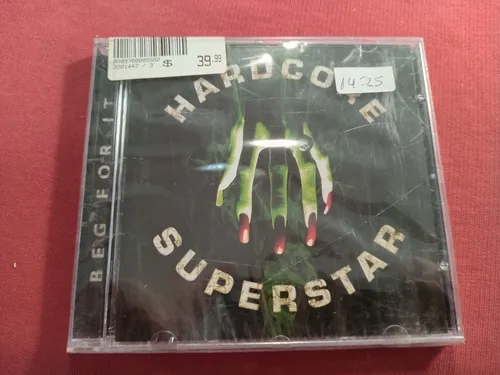 $ 39.99
14-25
HARDCORE
SUPERSTAR
BEG FOR IT